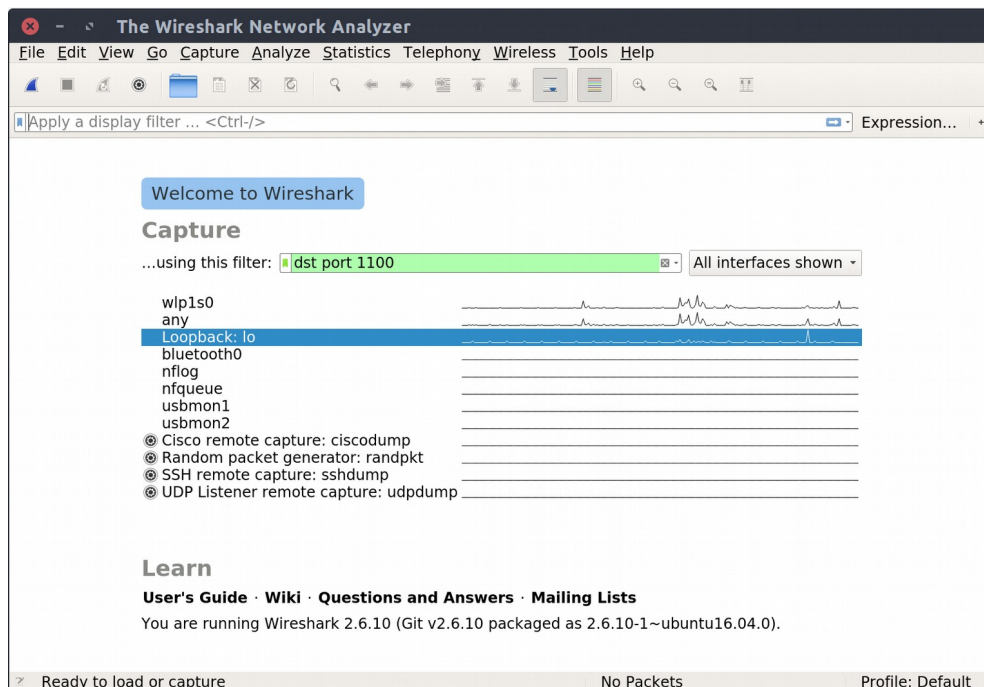 The Wireshark Network Analyzer
File Edit View Go Capture Analyze Statistics Telephony Wireless Tools Help
Apply a display filter ... <Ctrl-/> Expression...
Welcome to Wireshark
Capture
...using this filter: dst port 1100 All interfaces shown
wlp1s0
any
Loopback: lo
bluetooth0
nflog
nfqueue
usbmon1
usbmon2
Cisco remote capture: ciscodump
Random packet generator: randpkt
SSH remote capture: sshdump
UDP Listener remote capture: udpdump
Learn
User's Guide · Wiki · Questions and Answers · Mailing Lists
You are running Wireshark 2.6.10 (Git v2.6.10 packaged as 2.6.10-1~ubuntu16.04.0).
Ready to load or capture No Packets Profile: Default